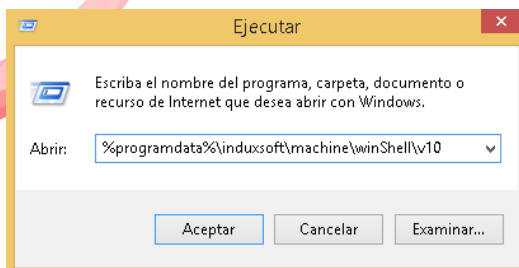 Ejecutar
Escriba el nombre del programa, carpeta, documento o
recurso de Internet que desea abrir con Windows.
Abrir: %programdata%\induxsoft\machine\winShell\v10
Aceptar Cancelar Examinar...